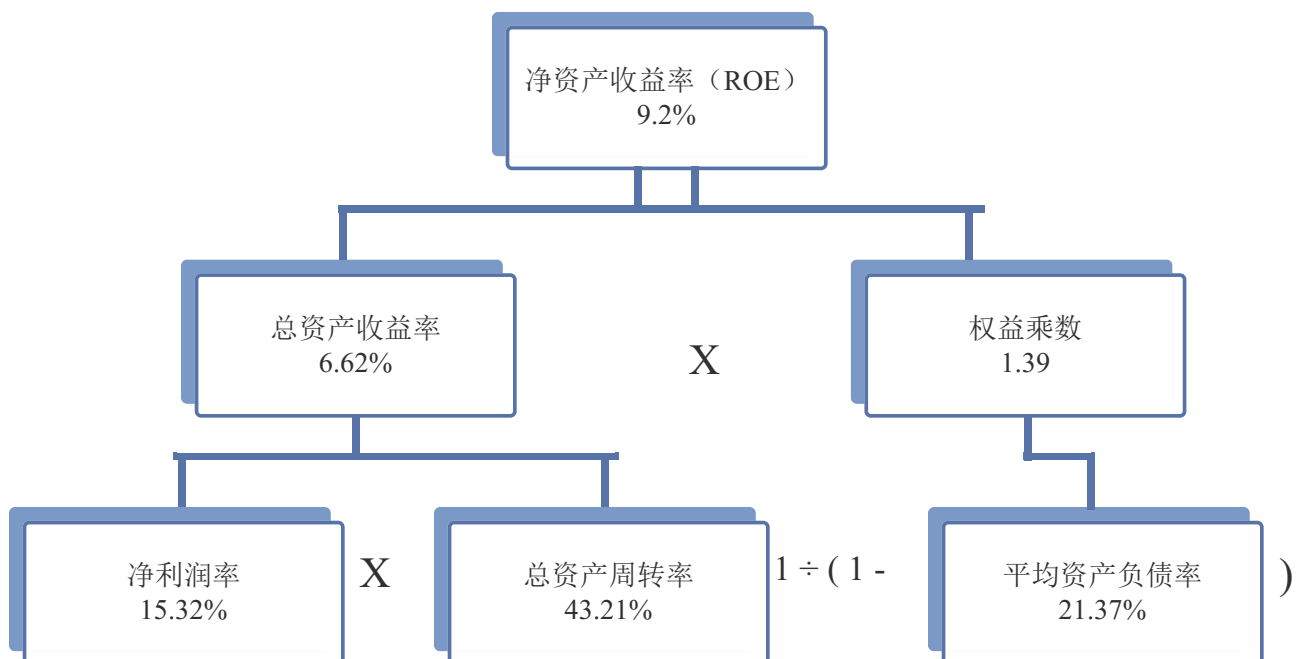 净资产收益率（ROE）
9.2%
总资产收益率
6.62%
X
权益乘数
1.39
净利润率
15.32%
X
总资产周转率
43.21%
1 ÷ ( 1 -
平均资产负债率
21.37%
)